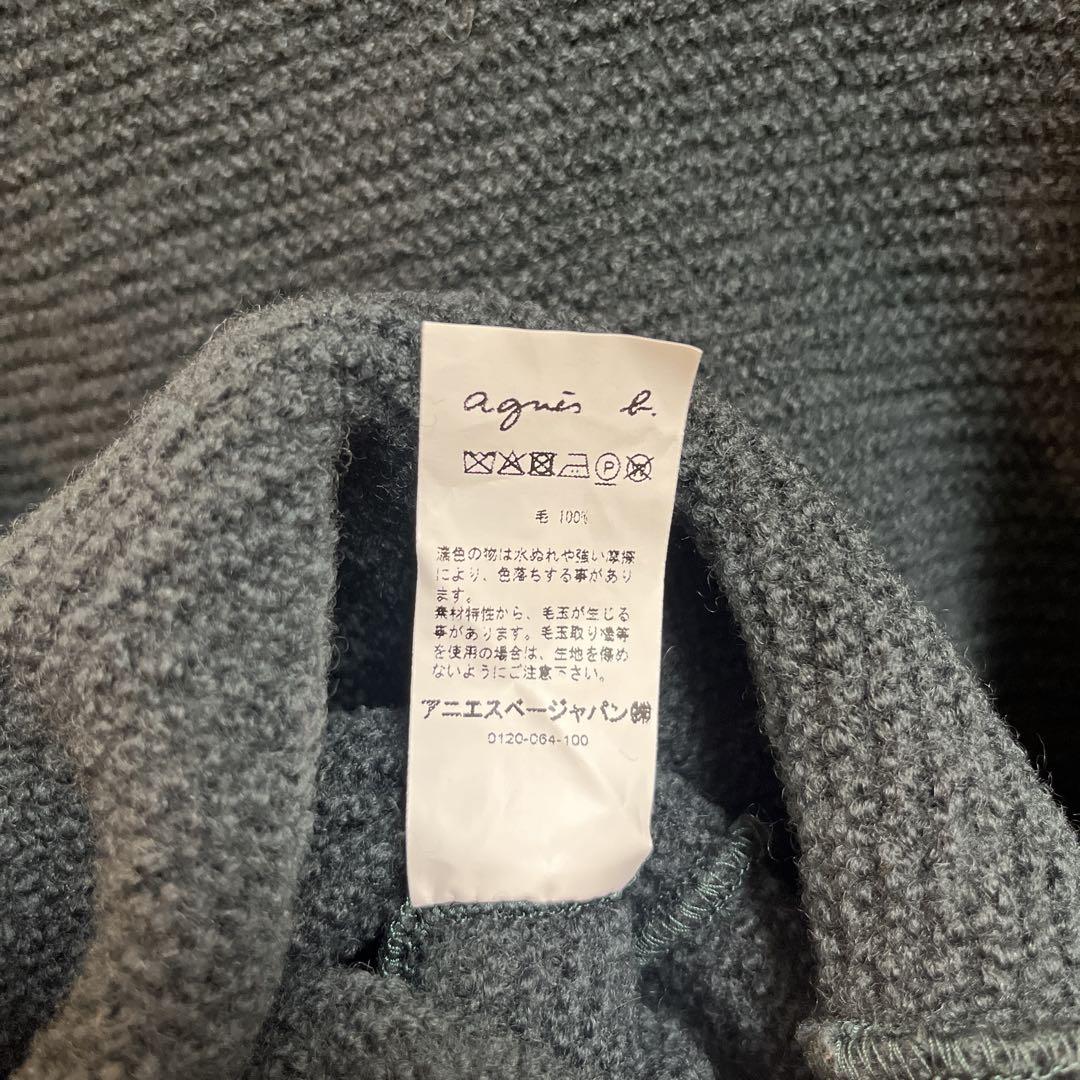 agnès b.
P
毛 100%
濃色の物は水ぬれや強い摩擦
により、色落ちする事があり
ます。
素材特性から、毛玉が生じる
事があります。毛玉取り機等
を使用の場合は、生地を傷め
ないようにご注意下さい。
アニエスベージャパン㈱
0120-064-100